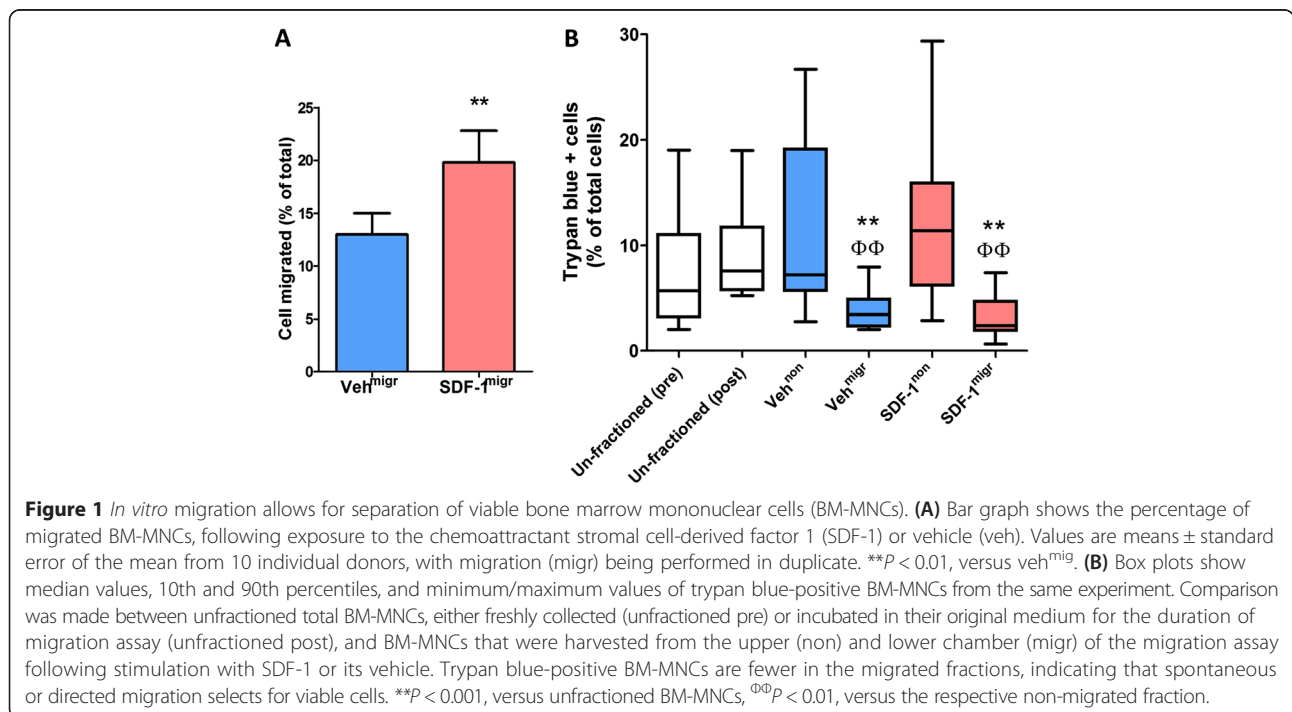 A
B
Cell migrated (% of total)
25
20
15
10
5
0
**
Veh^migr
SDF-1^migr
Trypan blue + cells
(% of total cells)
30
20
10
0
**
ΦΦ
**
ΦΦ
Un-fractioned (pre)
Un-fractioned (post)
Veh^non
Veh^migr
SDF-1^non
SDF-1^migr
Figure 1 In vitro migration allows for separation of viable bone marrow mononuclear cells (BM-MNCs). (A) Bar graph shows the percentage of
migrated BM-MNCs, following exposure to the chemoattractant stromal cell-derived factor 1 (SDF-1) or vehicle (veh). Values are means ± standard
error of the mean from 10 individual donors, with migration (migr) being performed in duplicate. **P < 0.01, versus veh^mig. (B) Box plots show
median values, 10th and 90th percentiles, and minimum/maximum values of trypan blue-positive BM-MNCs from the same experiment. Comparison
was made between unfractioned total BM-MNCs, either freshly collected (unfractioned pre) or incubated in their original medium for the duration of
migration assay (unfractioned post), and BM-MNCs that were harvested from the upper (non) and lower chamber (migr) of the migration assay
following stimulation with SDF-1 or its vehicle. Trypan blue-positive BM-MNCs are fewer in the migrated fractions, indicating that spontaneous
or directed migration selects for viable cells. **P < 0.001, versus unfractioned BM-MNCs, ^ΦΦP < 0.01, versus the respective non-migrated fraction.